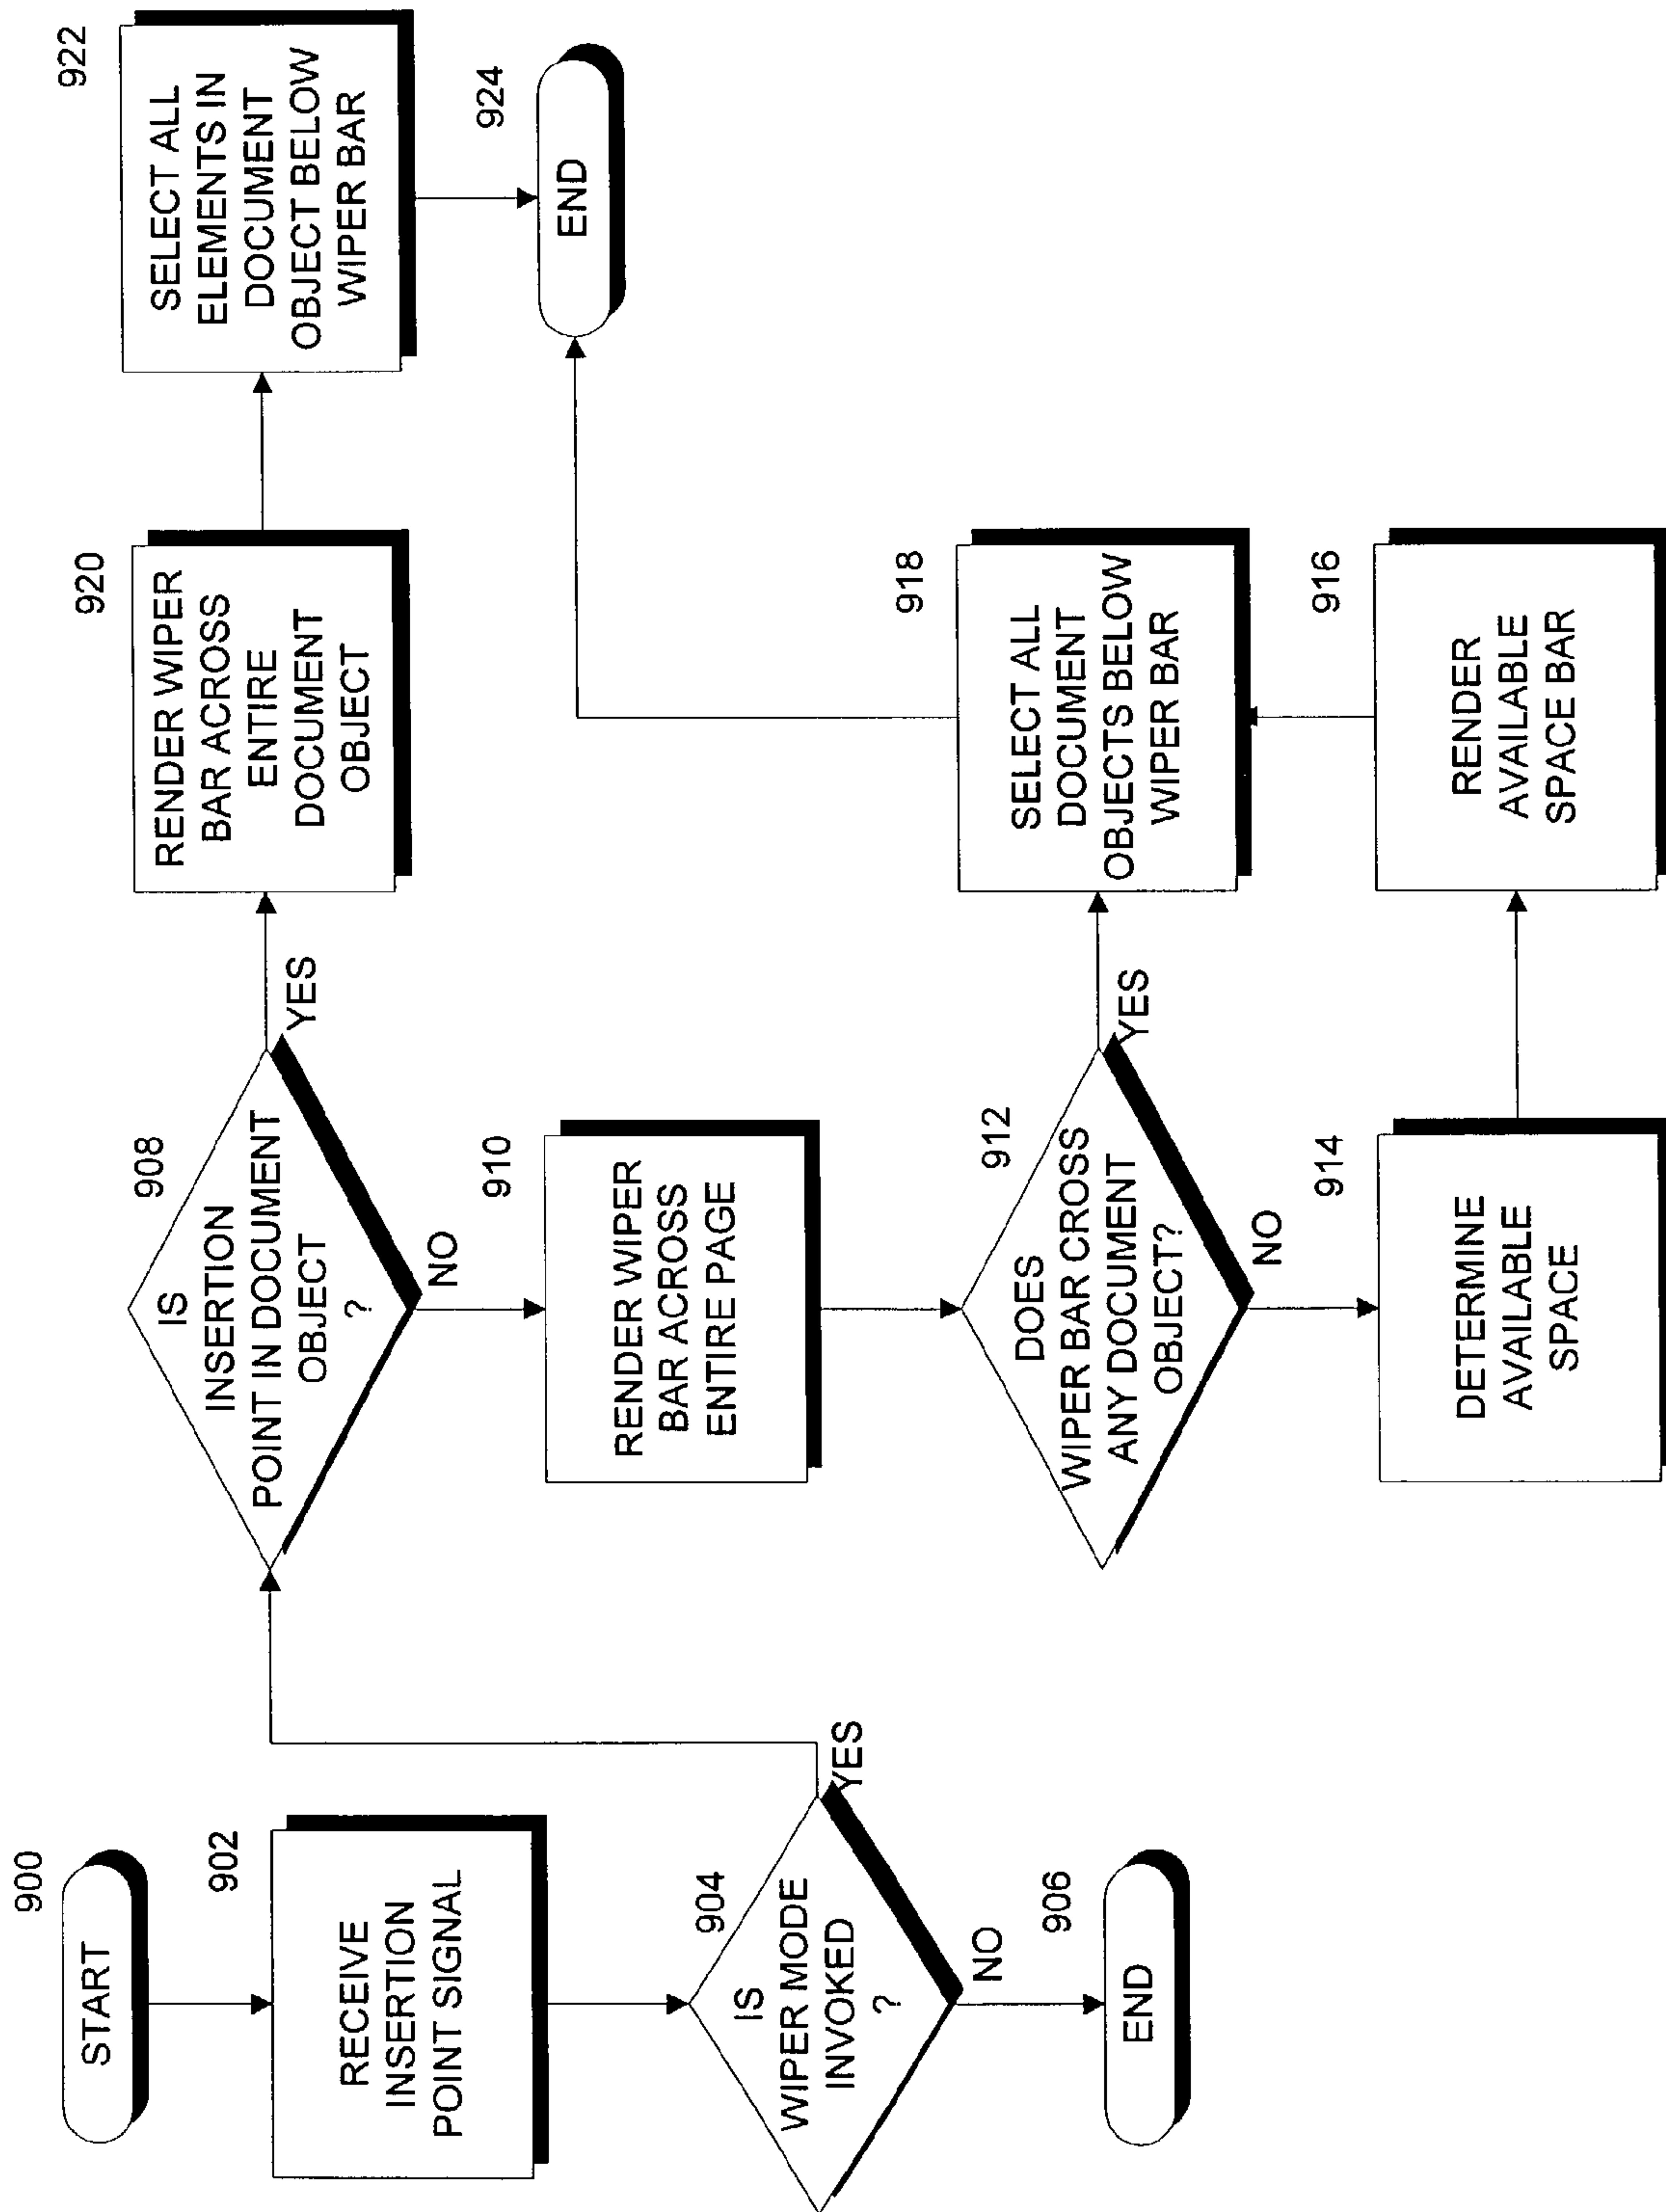 900
START
902
RECEIVE
INSERTION
POINT SIGNAL
904
IS
WIPER MODE
INVOKED
?
YES
NO
906
END
908
IS
INSERTION
POINT IN DOCUMENT
OBJECT
?
YES
NO
910
RENDER WIPER
BAR ACROSS
ENTIRE PAGE
912
DOES
WIPER BAR CROSS
ANY DOCUMENT
OBJECT?
YES
NO
914
DETERMINE
AVAILABLE
SPACE
916
RENDER
AVAILABLE
SPACE BAR
918
SELECT ALL
DOCUMENT
OBJECTS BELOW
WIPER BAR
920
RENDER WIPER
BAR ACROSS
ENTIRE
DOCUMENT
OBJECT
922
SELECT ALL
ELEMENTS IN
DOCUMENT
OBJECT BELOW
WIPER BAR
924
END